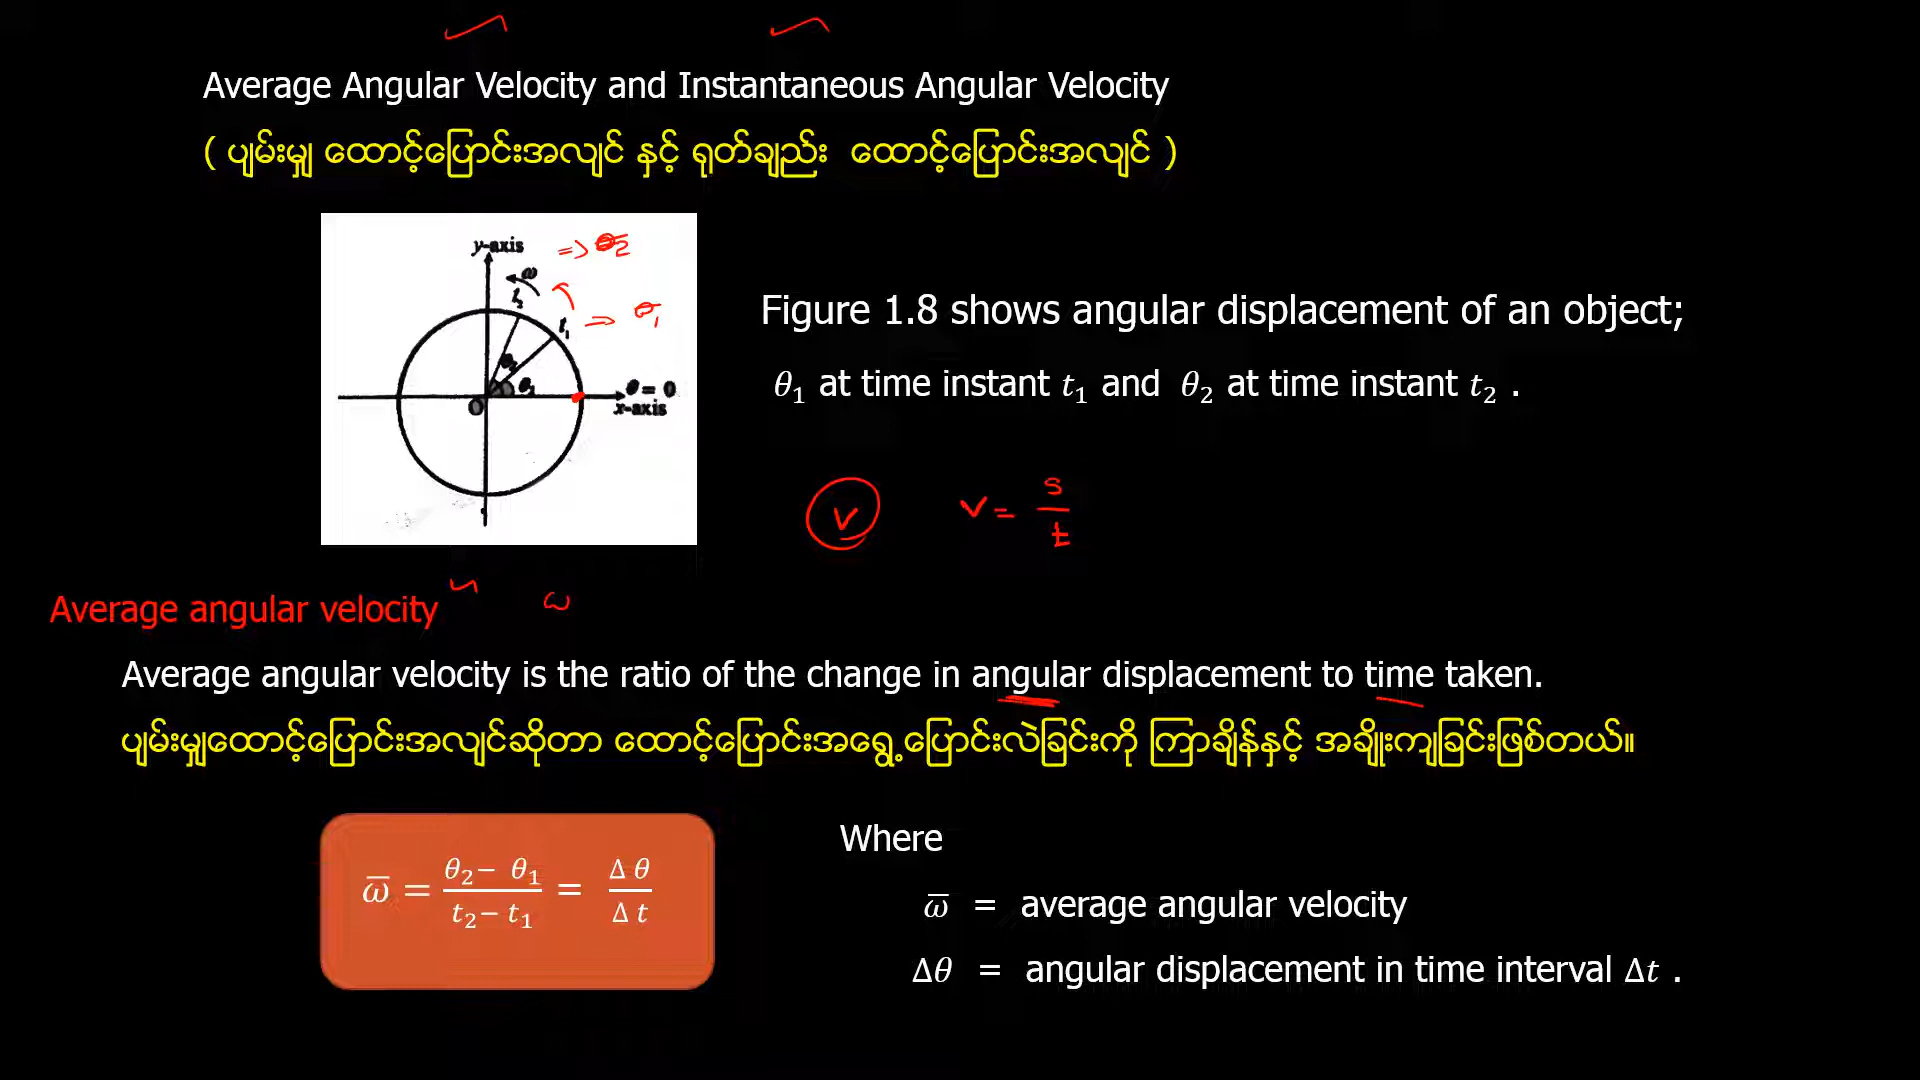 Average Angular Velocity and Instantaneous Angular Velocity
( ပျမ်းမျှ ထောင့်ပြောင်းအလျင် နှင့် ရုတ်ချည်း ထောင့်ပြောင်းအလျင် )
y-axis
=> θ2
ω
t2
t1 => θ1
Figure 1.8 shows angular displacement of an object;
θ2
θ1
θ = 0
O
x-axis
θ1 at time instant t1 and θ2 at time instant t2 .
v
v = s/t
Average angular velocity ω
Average angular velocity is the ratio of the change in angular displacement to time taken.
ပျမ်းမျှထောင့်ပြောင်းအလျင်ဆိုတာ ထောင့်ပြောင်းအရွေ့ပြောင်းလဲခြင်းကို ကြာချိန်နှင့် အချိုးကျခြင်းဖြစ်တယ်။
ω̅ = (θ2 − θ1)/(t2 − t1) = Δ θ/Δ t
Where
ω̅ = average angular velocity
Δθ = angular displacement in time interval Δt .